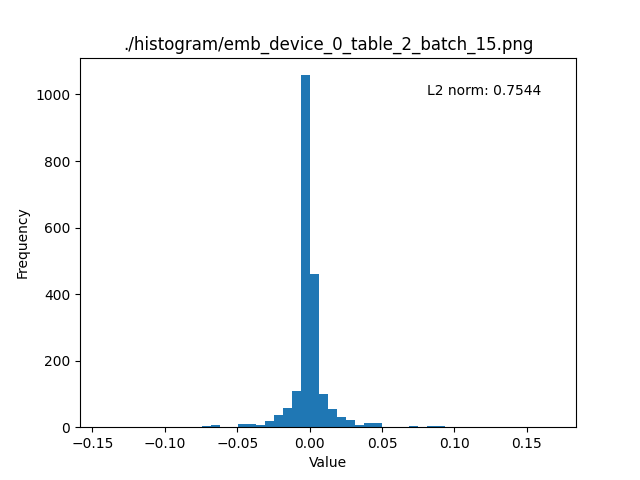 ./histogram/emb_device_0_table_2_batch_15.png
L2 norm: 0.7544
1000
800
600
400
200
0
Frequency
−0.15 −0.10 −0.05 0.00 0.05 0.10 0.15
Value